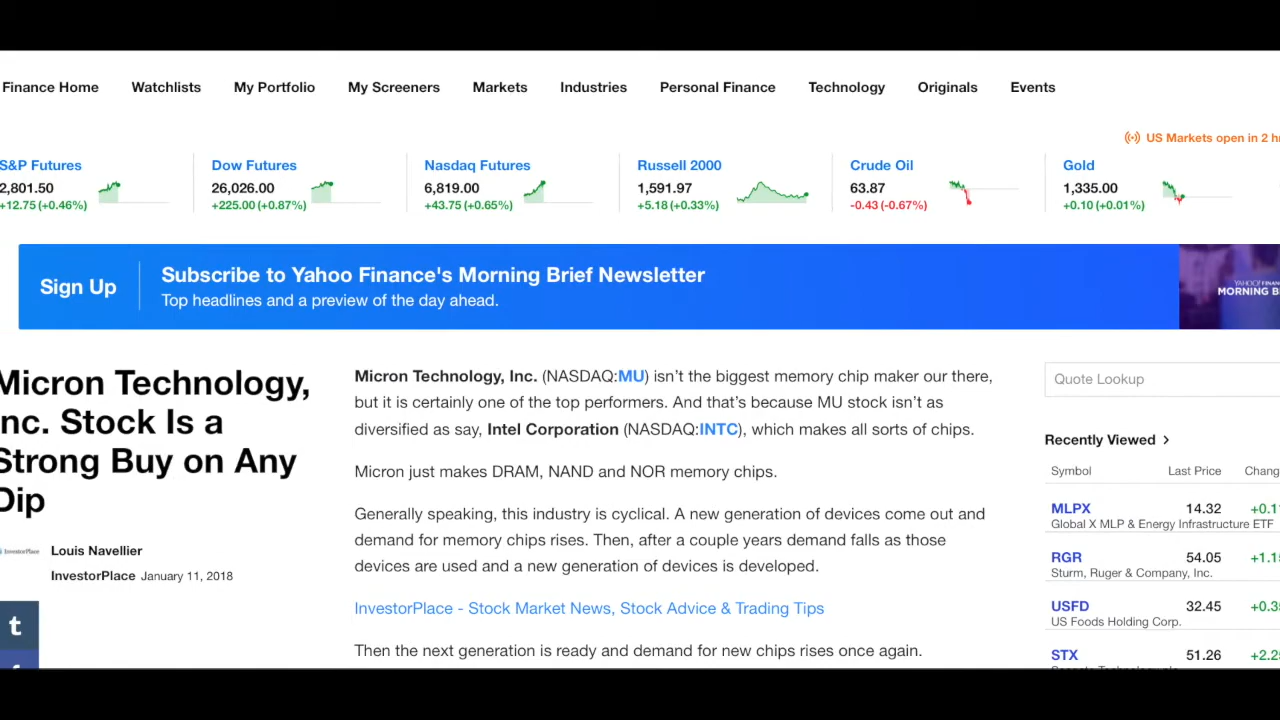 Finance Home Watchlists My Portfolio My Screeners Markets Industries Personal Finance Technology Originals Events
US Markets open in 2 h
S&P Futures Dow Futures Nasdaq Futures Russell 2000 Crude Oil Gold
2,801.50 26,026.00 6,819.00 1,591.97 63.87 1,335.00
+12.75 (+0.46%) +225.00 (+0.87%) +43.75 (+0.65%) +5.18 (+0.33%) -0.43 (-0.67%) +0.10 (+0.01%)
Sign Up
Subscribe to Yahoo Finance's Morning Brief Newsletter
Top headlines and a preview of the day ahead.
YAHOO! FINAN
MORNING B
Micron Technology,
nc. Stock Is a
Strong Buy on Any
Dip
InvestorPlace
Louis Navellier
InvestorPlace January 11, 2018
t
Micron Technology, Inc. (NASDAQ:MU) isn’t the biggest memory chip maker our there,
but it is certainly one of the top performers. And that’s because MU stock isn’t as
diversified as say, Intel Corporation (NASDAQ:INTC), which makes all sorts of chips.
Micron just makes DRAM, NAND and NOR memory chips.
Generally speaking, this industry is cyclical. A new generation of devices come out and
demand for memory chips rises. Then, after a couple years demand falls as those
devices are used and a new generation of devices is developed.
InvestorPlace - Stock Market News, Stock Advice & Trading Tips
Then the next generation is ready and demand for new chips rises once again.
Quote Lookup
Recently Viewed >
Symbol Last Price Chang
MLPX 14.32 +0.1
Global X MLP & Energy Infrastructure ETF
RGR 54.05 +1.1
Sturm, Ruger & Company, Inc.
USFD 32.45 +0.3
US Foods Holding Corp.
STX 51.26 +2.2